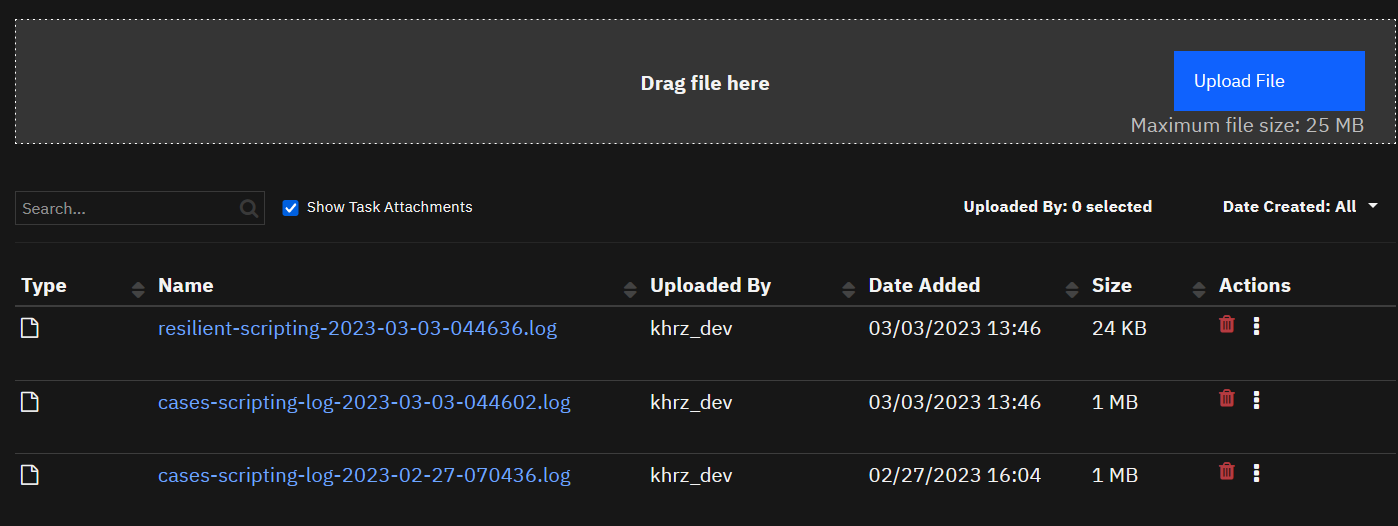 Drag file here
Upload File
Maximum file size: 25 MB
Search...
Show Task Attachments
Uploaded By: 0 selected
Date Created: All
Type Name Uploaded By Date Added Size Actions
resilient-scripting-2023-03-03-044636.log khrz_dev 03/03/2023 13:46 24 KB
cases-scripting-log-2023-03-03-044602.log khrz_dev 03/03/2023 13:46 1 MB
cases-scripting-log-2023-02-27-070436.log khrz_dev 02/27/2023 16:04 1 MB